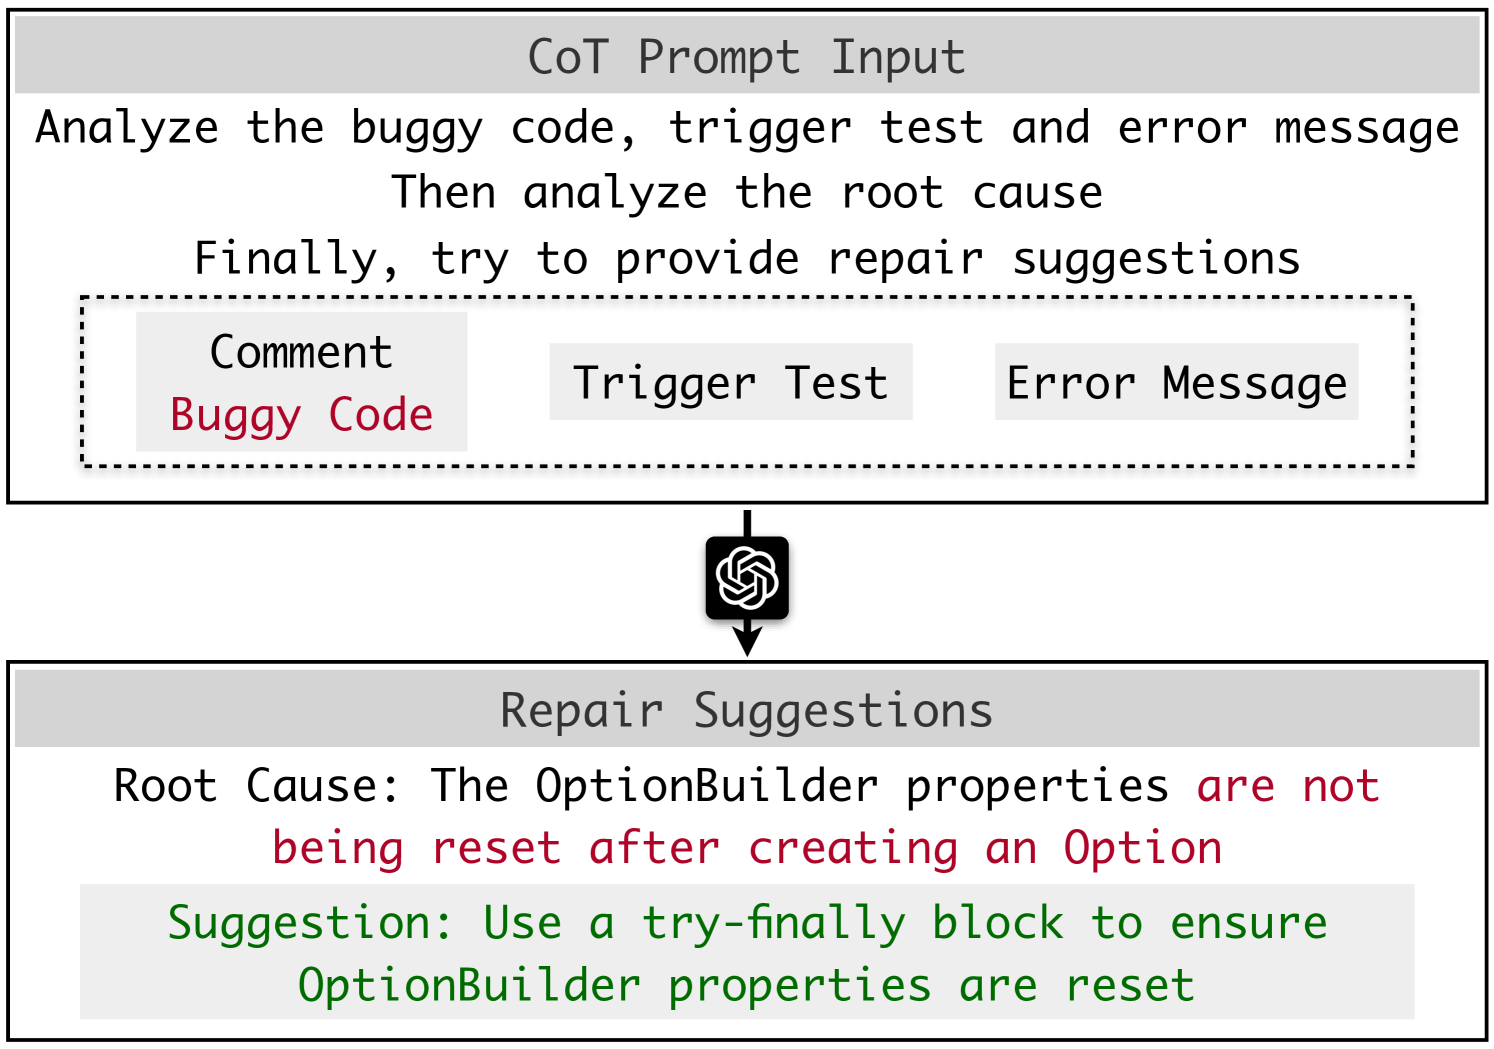 CoT Prompt Input
Analyze the buggy code, trigger test and error message
Then analyze the root cause
Finally, try to provide repair suggestions
Comment
Buggy Code
Trigger Test
Error Message
Repair Suggestions
Root Cause: The OptionBuilder properties are not
being reset after creating an Option
Suggestion: Use a try-finally block to ensure
OptionBuilder properties are reset